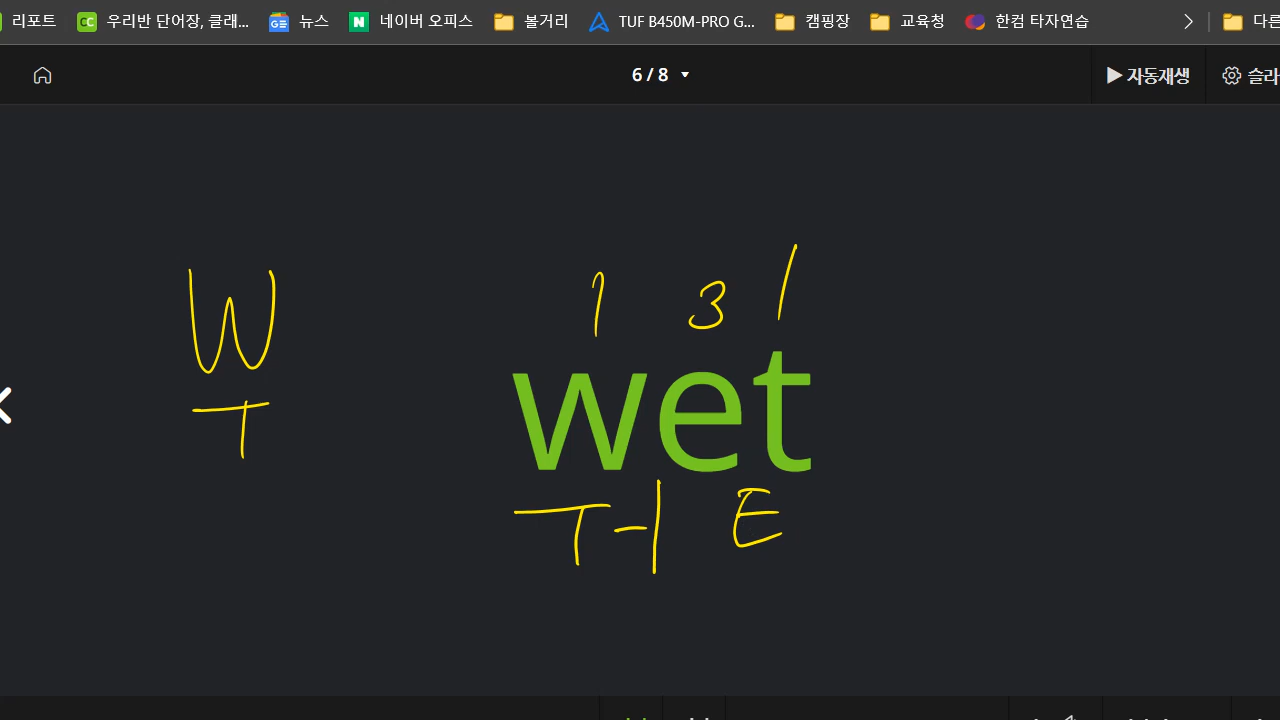 리포트 우리반 단어장, 클래... 뉴스 네이버 오피스 볼거리 TUF B450M-PRO G... 캠핑장 교육청 한컴 타자연습 다른
6 / 8 자동재생 슬라
1 3 1
W
wet
T
T E